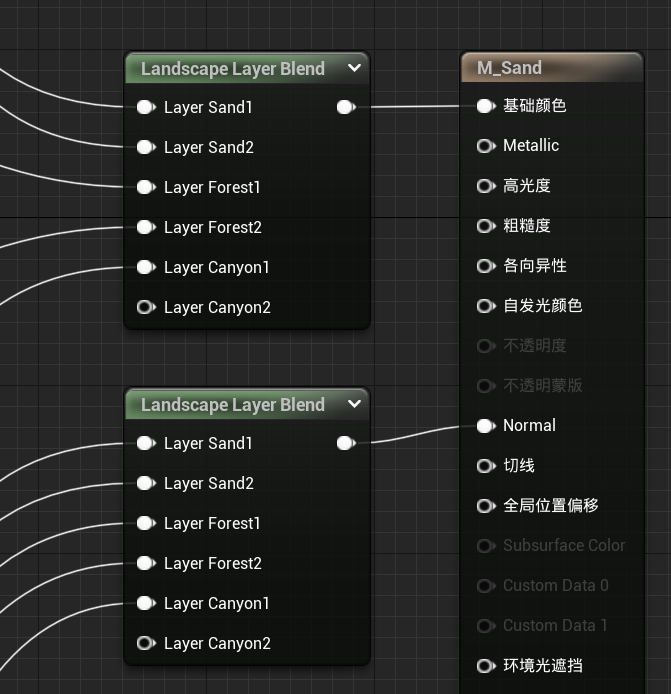 Landscape Layer Blend
Layer Sand1
Layer Sand2
Layer Forest1
Layer Forest2
Layer Canyon1
Layer Canyon2
Landscape Layer Blend
Layer Sand1
Layer Sand2
Layer Forest1
Layer Forest2
Layer Canyon1
Layer Canyon2
M_Sand
基础颜色
Metallic
高光度
粗糙度
各向异性
自发光颜色
不透明度
不透明蒙版
Normal
切线
全局位置偏移
Subsurface Color
Custom Data 0
Custom Data 1
环境光遮挡